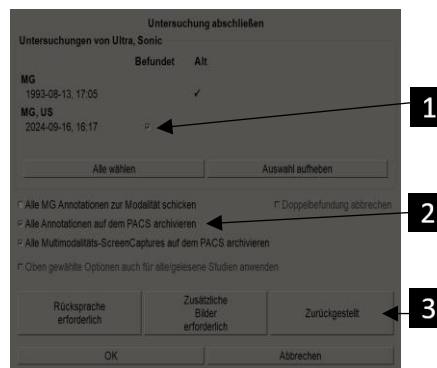 Untersuchung abschließen
Untersuchungen von Ultra, Sonic
Befundet Alt
MG
1993-08-13, 17:05 ✓
MG, US
2024-09-16, 16:17
1
Alle wählen Auswahl aufheben
Alle MG Annotationen zur Modalität schicken Doppelbefundung abbrechen
Alle Annotationen auf dem PACS archivieren
2
Alle Multimodalitäts-ScreenCaptures auf dem PACS archivieren
Oben gewählte Optionen auch für alte/gelesene Studien anwenden
Rücksprache
erforderlich
Zusätzliche
Bilder
erforderlich
Zurückgestellt
3
OK Abbrechen